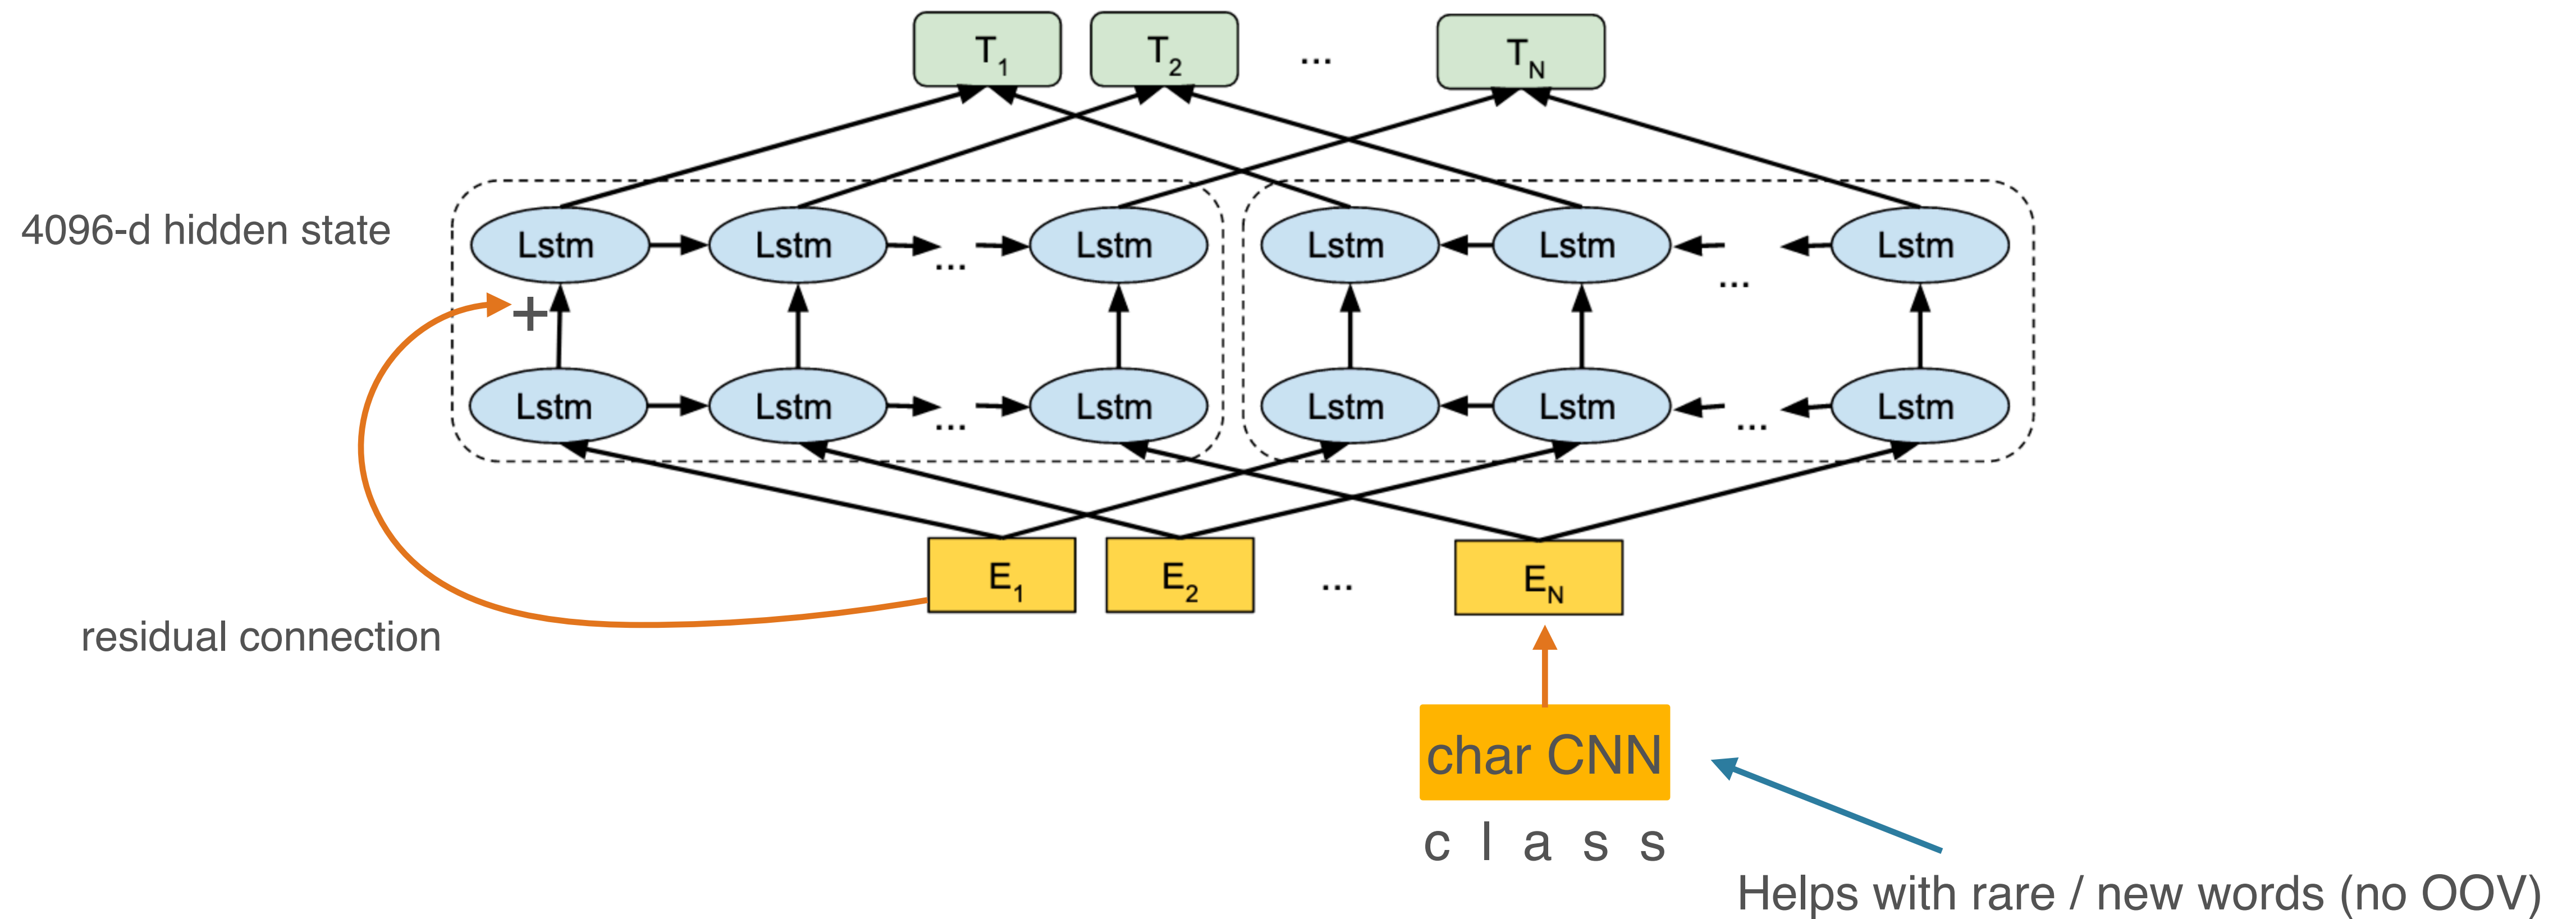 T1 T2 ... TN
4096-d hidden state
Lstm Lstm ... Lstm Lstm Lstm ... Lstm
+
Lstm Lstm ... Lstm Lstm Lstm ... Lstm
E1 E2 ... EN
residual connection
char CNN
c l a s s
Helps with rare / new words (no OOV)